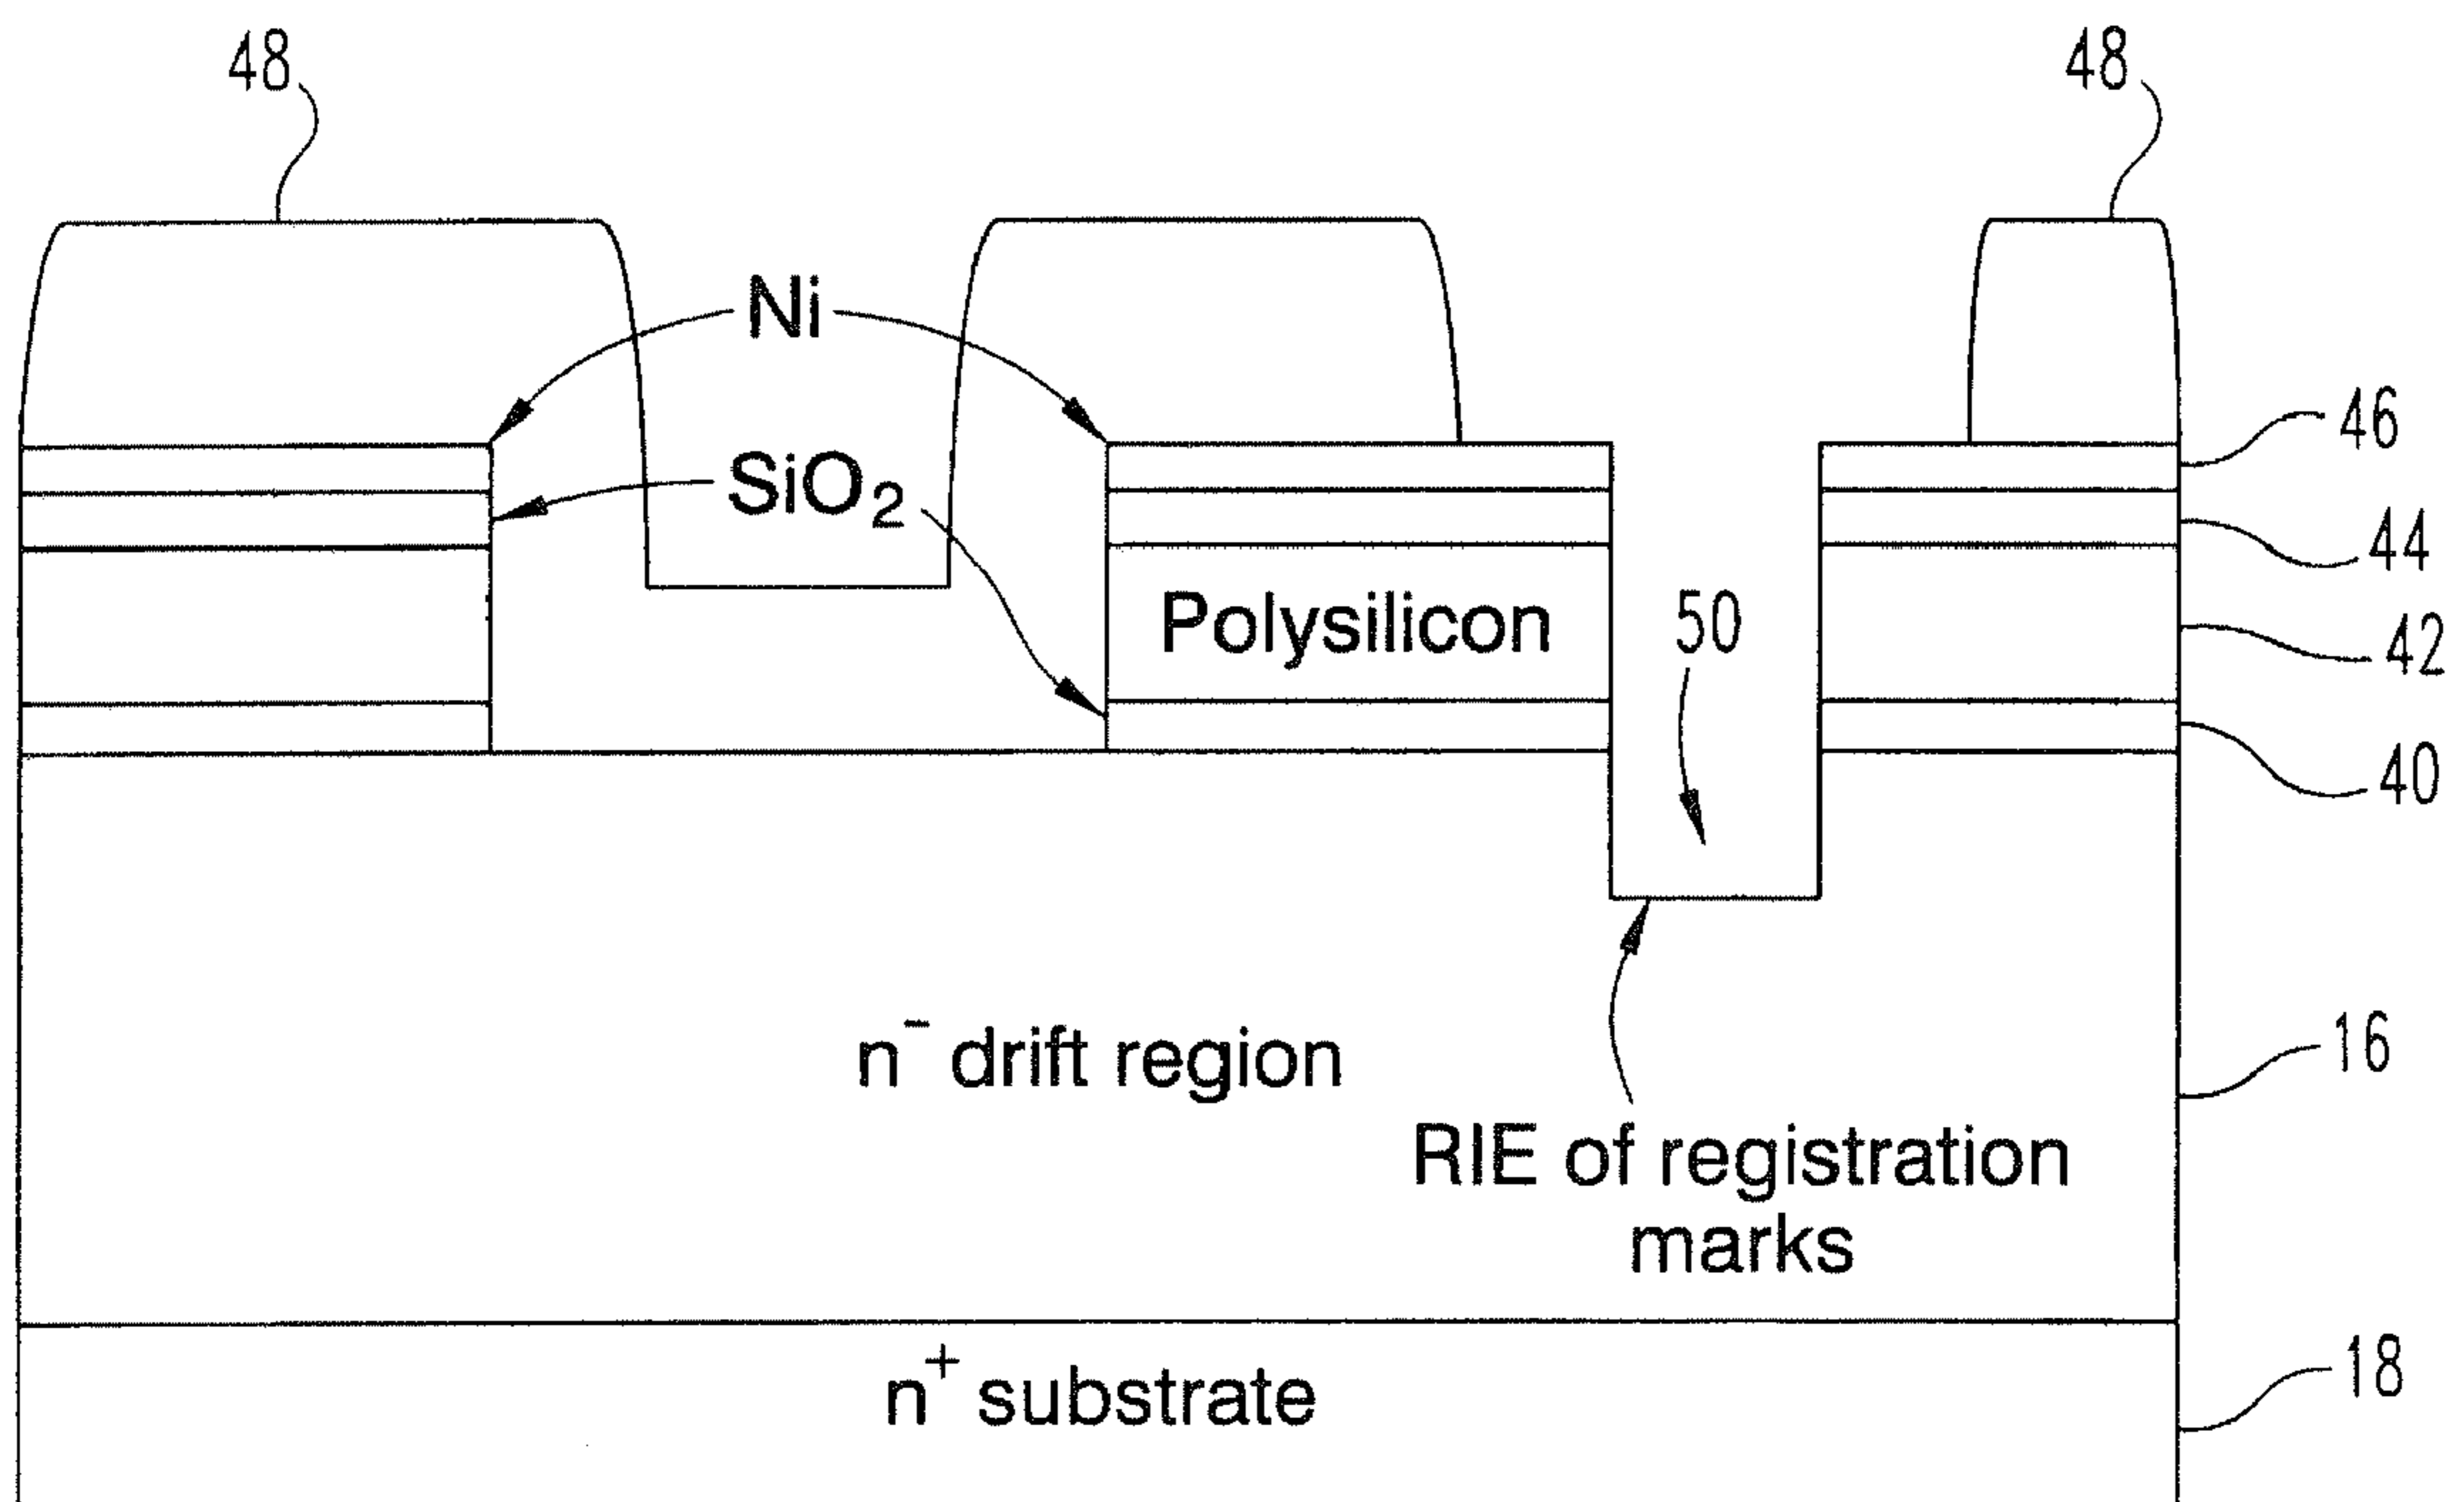 48
48
Ni
46
SiO₂
44
Polysilicon
50
42
40
n⁻ drift region
16
RIE of registration
marks
n⁺ substrate
18